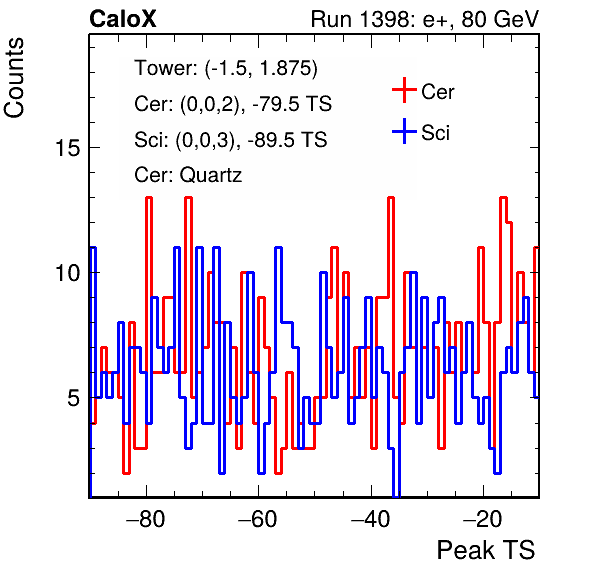 CaloX Run 1398: e+, 80 GeV
Counts
Tower: (-1.5, 1.875)
Cer: (0,0,2), -79.5 TS
Sci: (0,0,3), -89.5 TS
Cer: Quartz
Cer
Sci
15
10
5
−80 −60 −40 −20
Peak TS